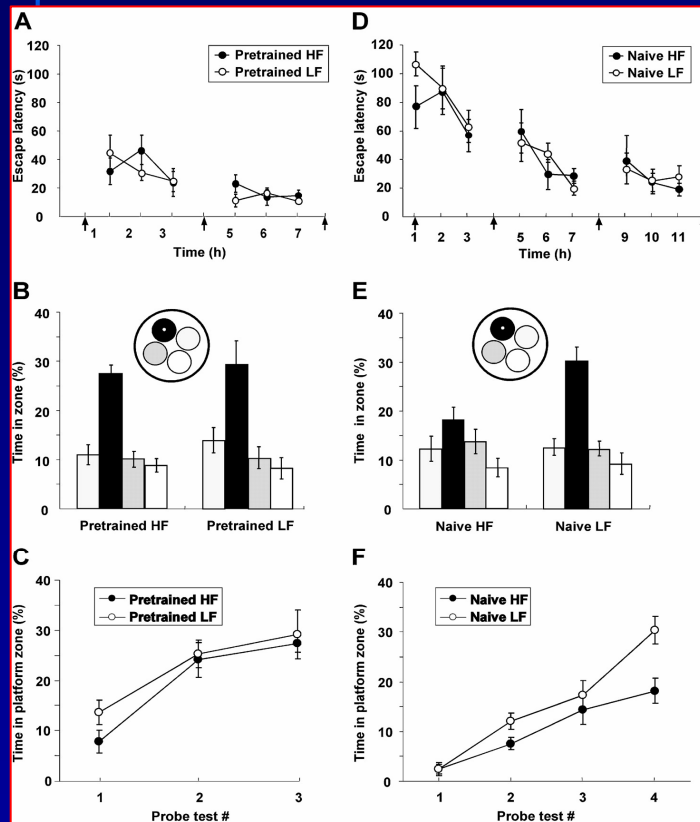 A
Escape latency (s)
120
100
80
60
40
20
0
Pretrained HF
Pretrained LF
1 2 3 5 6 7
Time (h)
D
Escape latency (s)
120
100
80
60
40
20
0
Naive HF
Naive LF
1 2 3 5 6 7 9 10 11
Time (h)
B
Time in zone (%)
40
30
20
10
0
Pretrained HF Pretrained LF
E
Time in zone (%)
40
30
20
10
0
Naive HF Naive LF
C
Time in platform zone (%)
40
30
20
10
0
Pretrained HF
Pretrained LF
1 2 3
Probe test #
F
Time in platform zone (%)
40
30
20
10
0
Naive HF
Naive LF
1 2 3 4
Probe test #